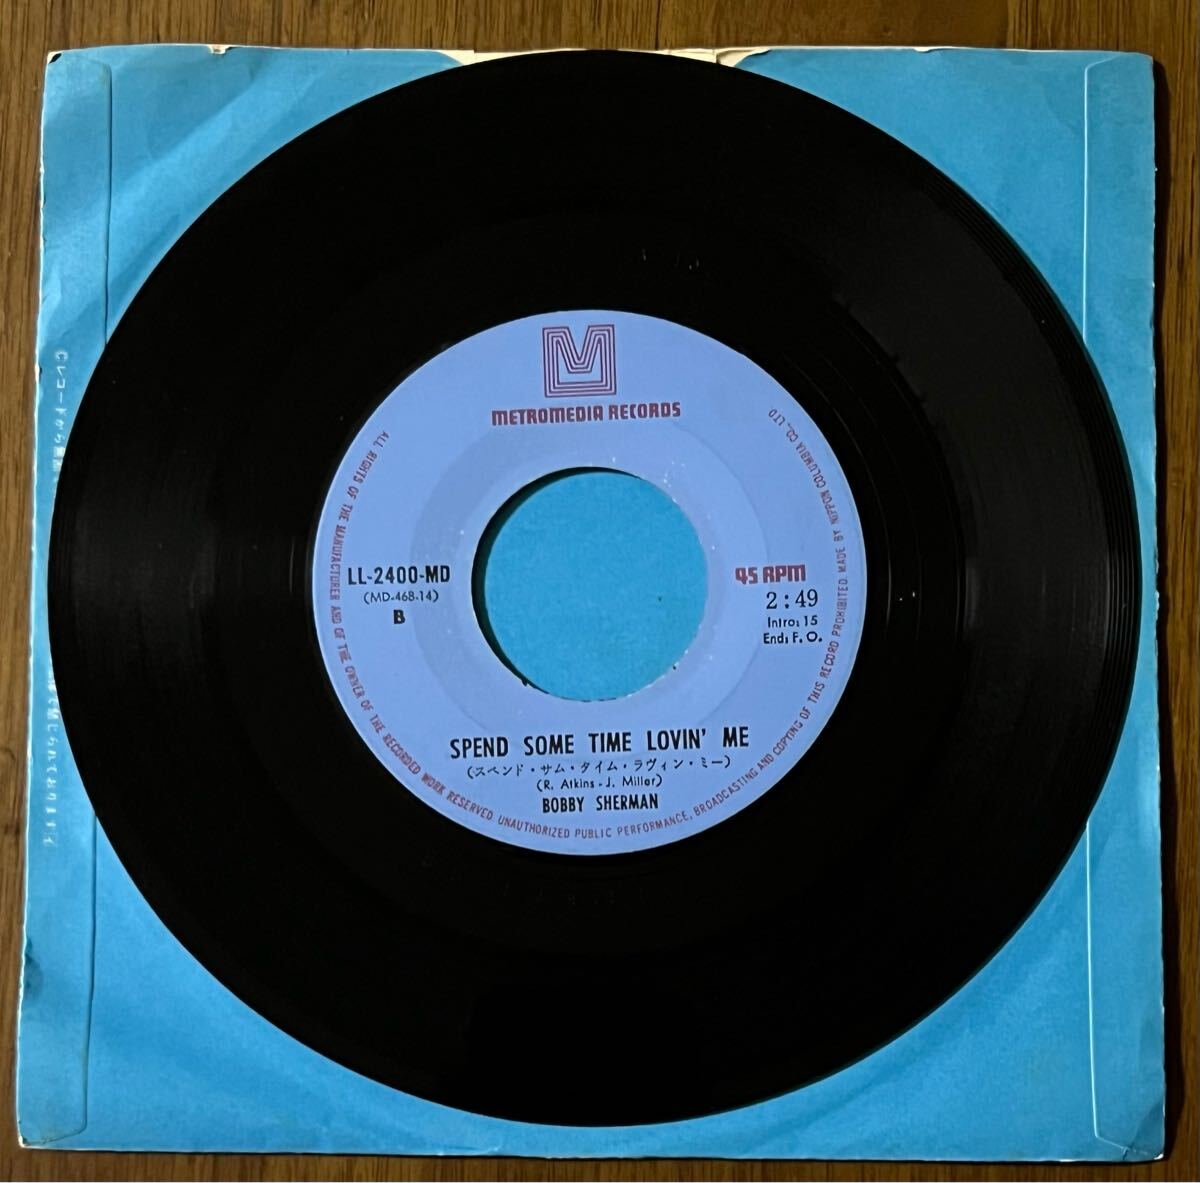 METROMEDIA RECORDS
LL-2400-MD
(MD-468-14)
B
45 RPM
2:49
Intro: 15
End: F. O.
SPEND SOME TIME LOVIN' ME
(スペンド・サム・タイム・ラヴィン・ミー)
(R. Atkins - J. Miller)
BOBBY SHERMAN
ALL RIGHTS OF THE MANUFACTURER AND OF THE OWNER OF THE RECORDED WORK RESERVED. UNAUTHORIZED PUBLIC PERFORMANCE, BROADCASTING AND COPYING OF THIS RECORD PROHIBITED. MADE BY NIPPON COLUMBIA CO., LTD